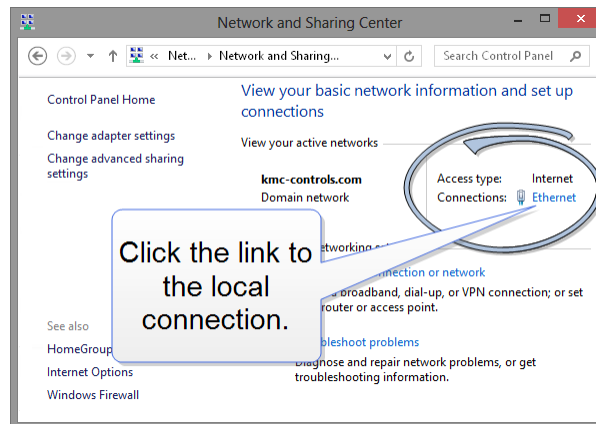 Network and Sharing Center
« Net... Network and Sharing...
Search Control Panel
Control Panel Home
Change adapter settings
Change advanced sharing
settings
See also
HomeGroup
Internet Options
Windows Firewall
View your basic network information and set up
connections
View your active networks
kmc-controls.com
Domain network
Access type: Internet
Connections: Ethernet
Click the link to
the local
connection.
or network
broadband, dial-up, or VPN connection; or set
router or access point.
problems
Diagnose and repair network problems, or get
troubleshooting information.